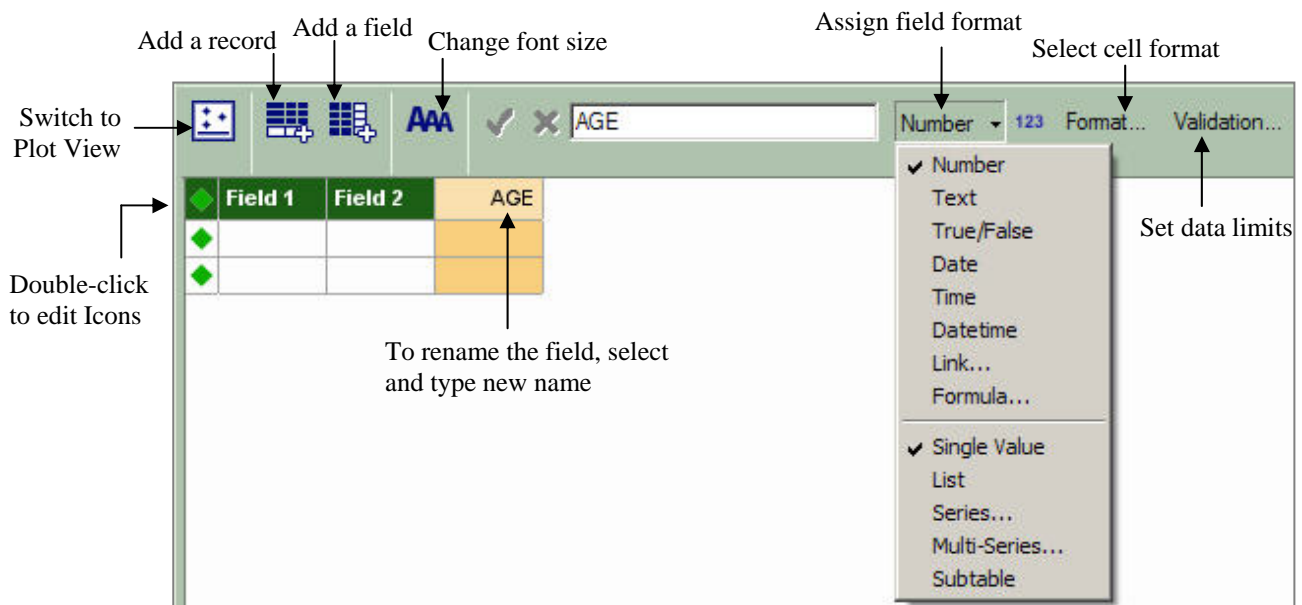 Add a record
Add a field
Change font size
Assign field format
Select cell format
Switch to
Plot View
AAA
AGE
Number
123
Format...
Validation...
Field 1
Field 2
AGE
Number
Text
True/False
Date
Time
Datetime
Link...
Formula...
Single Value
List
Series...
Multi-Series...
Subtable
Set data limits
Double-click
to edit Icons
To rename the field, select
and type new name